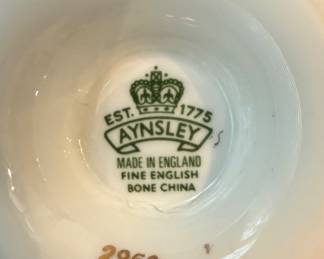 EST. 1775
AYNSLEY
MADE IN ENGLAND
FINE ENGLISH
BONE CHINA